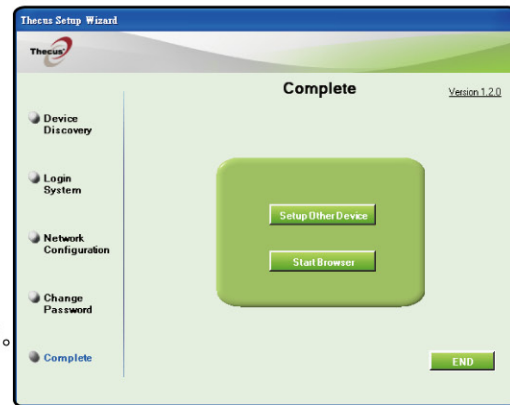 Thecus Setup Wizard
Thecus
Complete
Version 1.2.0
Device
Discovery
Login
System
Network
Configuration
Change
Password
Complete
Setup Other Device
Start Browser
END